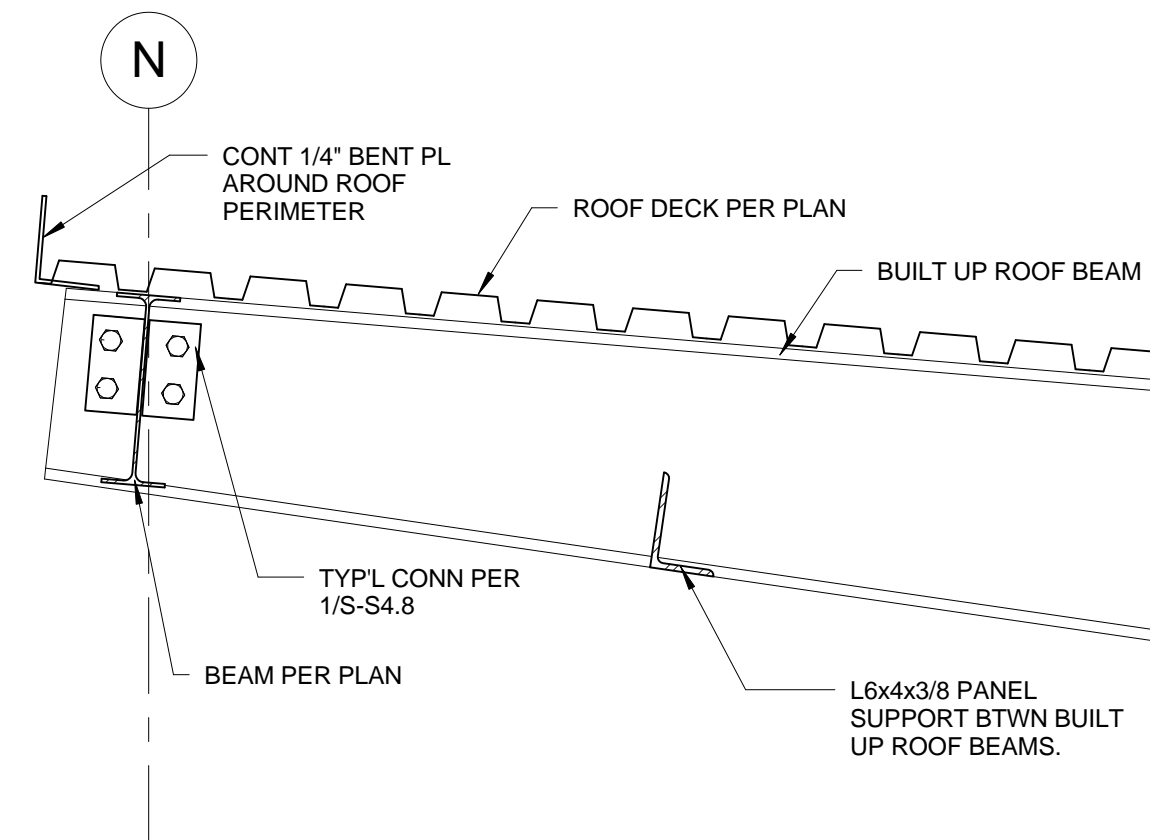 N
CONT 1/4" BENT PL
AROUND ROOF
PERIMETER
ROOF DECK PER PLAN
BUILT UP ROOF BEAM
TYP'L CONN PER
1/S-S4.8
BEAM PER PLAN
L6x4x3/8 PANEL
SUPPORT BTWN BUILT
UP ROOF BEAMS.